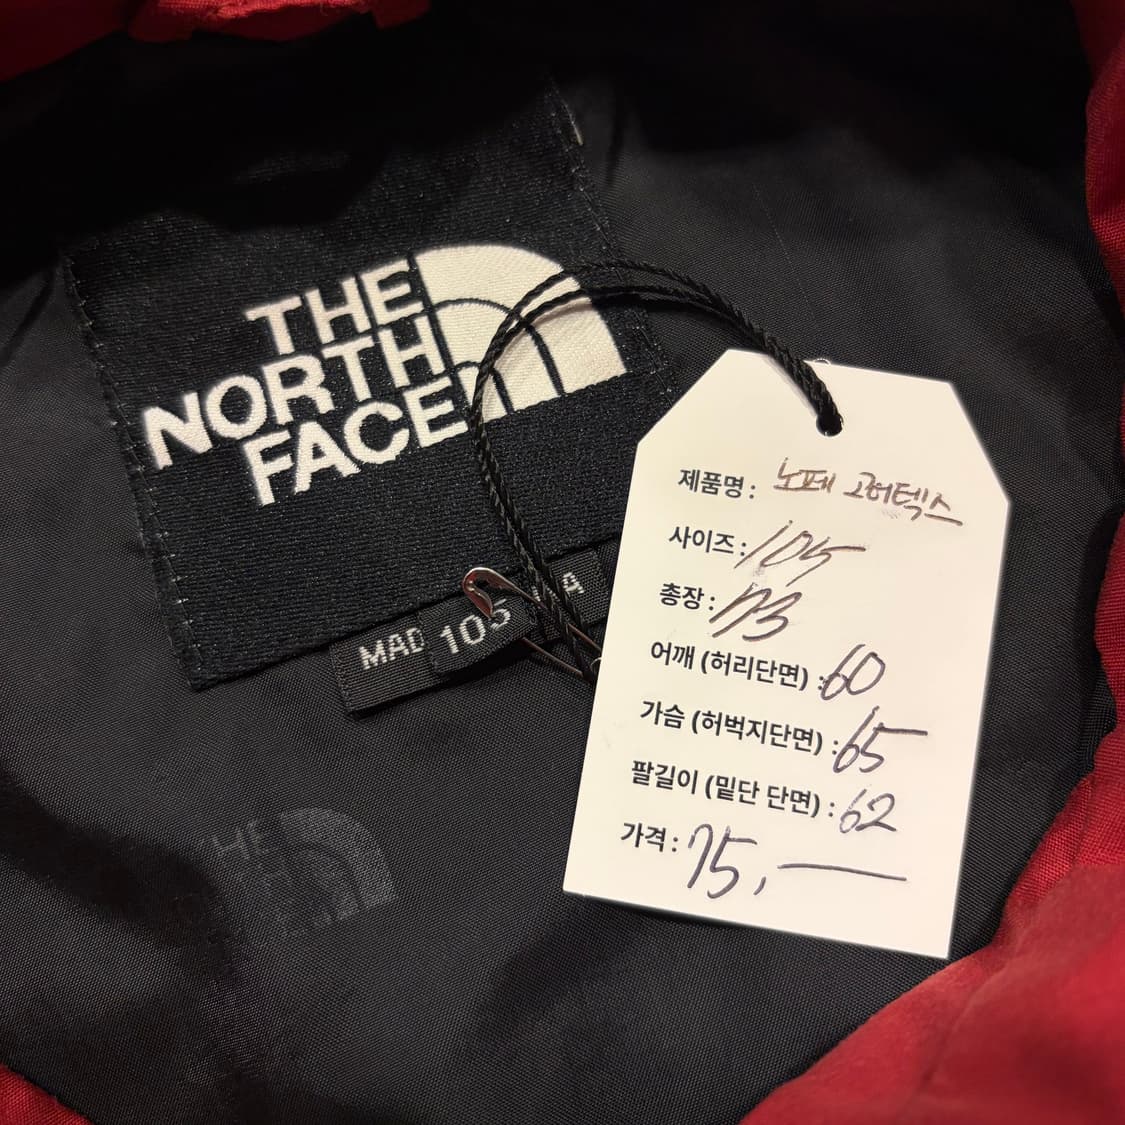 THE
NORTH
FACE
MAD
105
A
제품명: 노페 고어텍스
사이즈: 105
총장: 73
어깨 (허리단면) : 60
가슴 (허벅지단면) : 65
팔길이 (밑단 단면) : 62
가격: 75,—